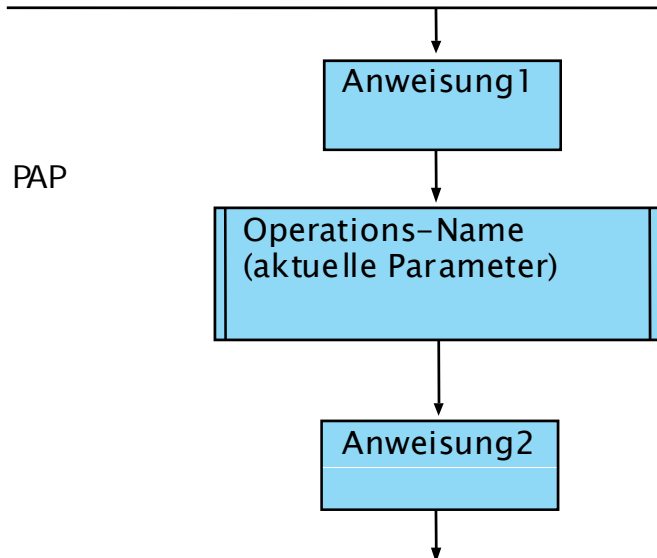 Anweisung1
PAP
Operations-Name
(aktuelle Parameter)
Anweisung2